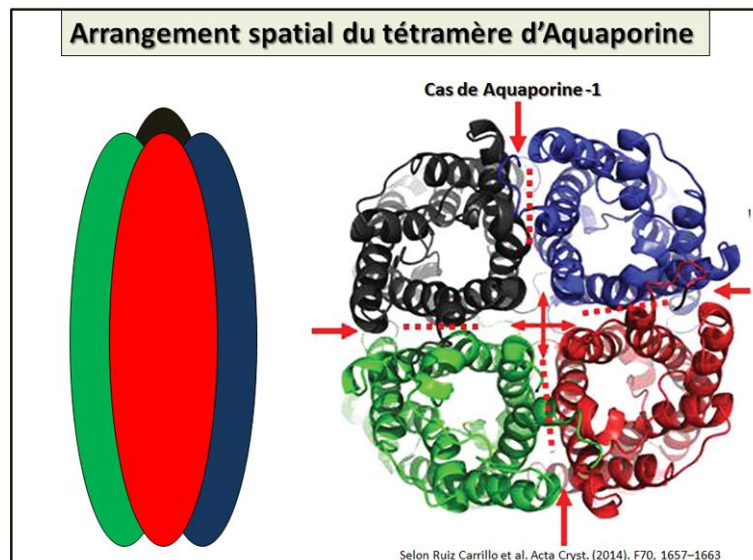 Arrangement spatial du tétramère d'Aquaporine
Cas de Aquaporine -1
Selon Ruiz Carrillo et al. Acta Cryst. (2014). F70, 1657–1663